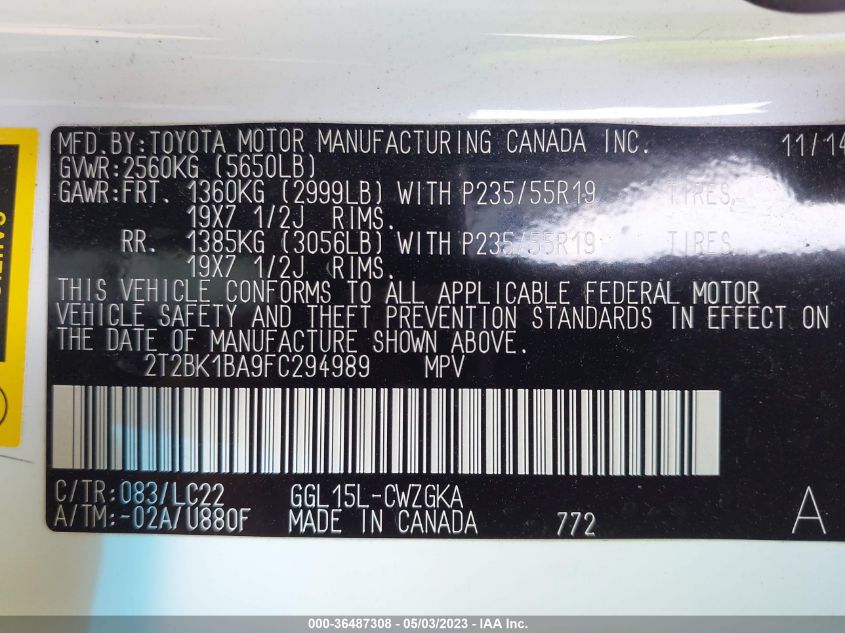 MFD.BY:TOYOTA MOTOR MANUFACTURING CANADA INC. 11/14
GVWR:2560KG (5650LB)
GAWR:FRT. 1360KG (2999LB) WITH P235/55R19 TIRES,
19X7 1/2J RIMS.
RR. 1385KG (3056LB) WITH P235/55R19 TIRES,
19X7 1/2J RIMS.
THIS VEHICLE CONFORMS TO ALL APPLICABLE FEDERAL MOTOR
VEHICLE SAFETY AND THEFT PREVENTION STANDARDS IN EFFECT ON
THE DATE OF MANUFACTURE SHOWN ABOVE.
2T2BK1BA9FC294989 MPV
C/TR:083/LC22 GGL15L-CWZGKA
A/TM:-02A/U880F MADE IN CANADA 772 A
000-36487308 - 05/03/2023 - IAA Inc.